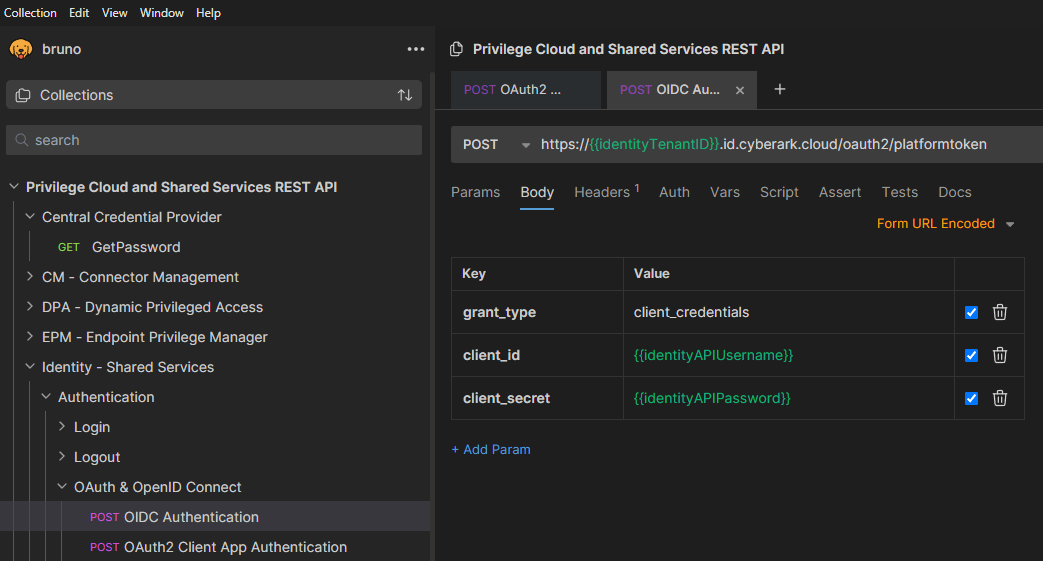 Collection Edit View Window Help
bruno
Collections
search
Privilege Cloud and Shared Services REST API
Central Credential Provider
GET GetPassword
CM - Connector Management
DPA - Dynamic Privileged Access
EPM - Endpoint Privilege Manager
Identity - Shared Services
Authentication
Login
Logout
OAuth & OpenID Connect
POST OIDC Authentication
POST OAuth2 Client App Authentication
Privilege Cloud and Shared Services REST API
POST OAuth2 ... POST OIDC Au...
POST https://{{identityTenantID}}.id.cyberark.cloud/oauth2/platformtoken
Params Body Headers 1 Auth Vars Script Assert Tests Docs
Form URL Encoded
Key Value
grant_type client_credentials
client_id {{identityAPIUsername}}
client_secret {{identityAPIPassword}}
+ Add Param